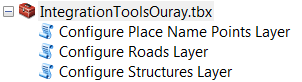 IntegrationToolsOuray.tbx
Configure Place Name Points Layer
Configure Roads Layer
Configure Structures Layer